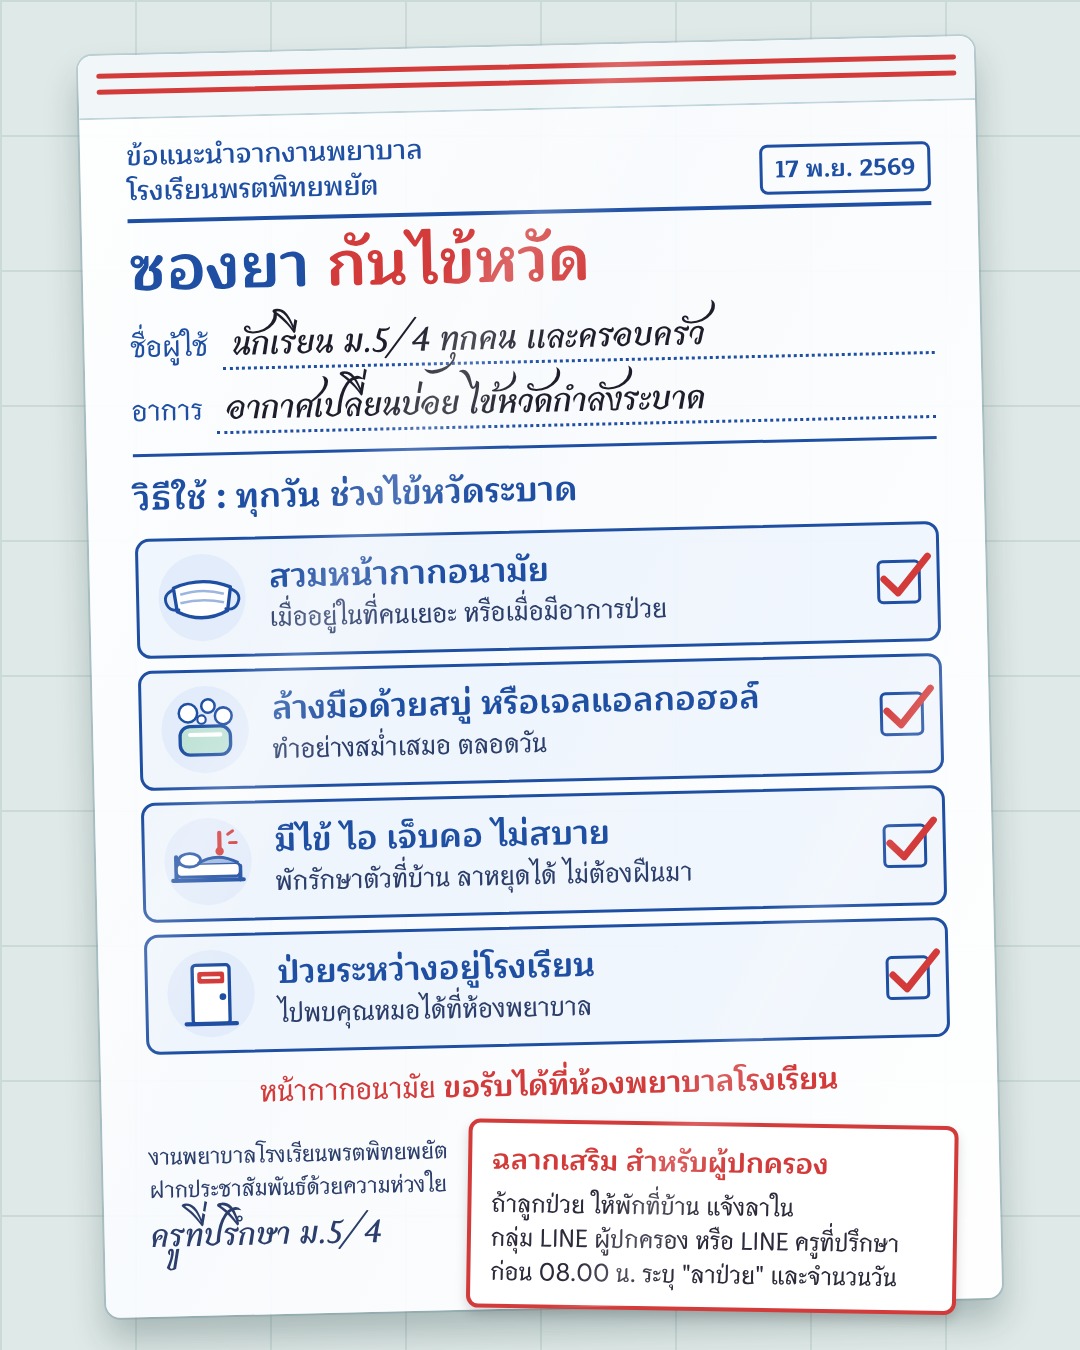 ข้อแนะนำจากงานพยาบาล
โรงเรียนพรตพิทยพยัต
17 พ.ย. 2569
ซองยา กันไข้หวัด
ชื่อผู้ใช้ นักเรียน ม.5/4 ทุกคน และครอบครัว
อาการ อากาศเปลี่ยนบ่อย ไข้หวัดกำลังระบาด
วิธีใช้ : ทุกวัน ช่วงไข้หวัดระบาด
สวมหน้ากากอนามัย
เมื่ออยู่ในที่คนเยอะ หรือเมื่อมีอาการป่วย
ล้างมือด้วยสบู่ หรือเจลแอลกอฮอล์
ทำอย่างสม่ำเสมอ ตลอดวัน
มีไข้ ไอ เจ็บคอ ไม่สบาย
พักรักษาตัวที่บ้าน ลาหยุดได้ ไม่ต้องฝืนมา
ป่วยระหว่างอยู่โรงเรียน
ไปพบคุณหมอได้ที่ห้องพยาบาล
หน้ากากอนามัย ขอรับได้ที่ห้องพยาบาลโรงเรียน
งานพยาบาลโรงเรียนพรตพิทยพยัต
ฝากประชาสัมพันธ์ด้วยความห่วงใย
ครูที่ปรึกษา ม.5/4
ฉลากเสริม สำหรับผู้ปกครอง
ถ้าลูกป่วย ให้พักที่บ้าน แจ้งลาใน
กลุ่ม LINE ผู้ปกครอง หรือ LINE ครูที่ปรึกษา
ก่อน 08.00 น. ระบุ "ลาป่วย" และจำนวนวัน